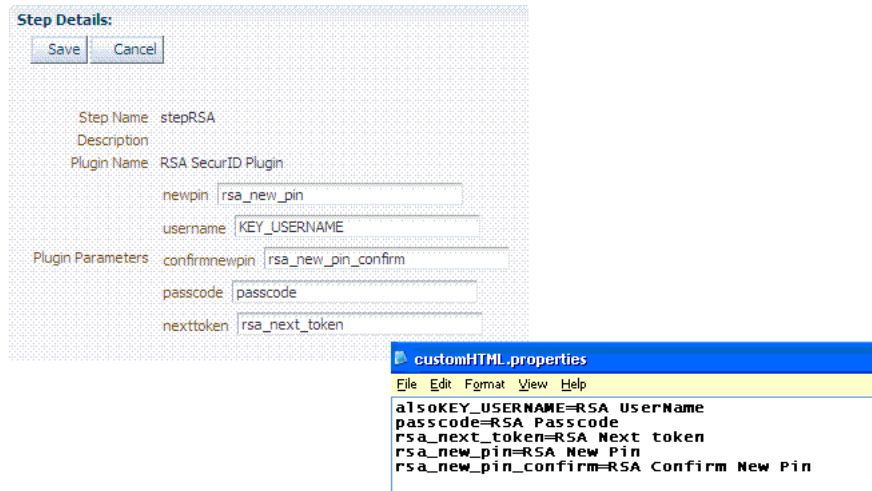 Step Details:
Save Cancel
Step Name stepRSA
Description
Plugin Name RSA SecurID Plugin
newpin rsa_new_pin
username KEY_USERNAME
Plugin Parameters confirmnewpin rsa_new_pin_confirm
passcode passcode
nexttoken rsa_next_token
customHTML.properties
File Edit Format View Help
alsoKEY_USERNAME=RSA UserName
passcode=RSA Passcode
rsa_next_token=RSA Next token
rsa_new_pin=RSA New Pin
rsa_new_pin_confirm=RSA Confirm New Pin